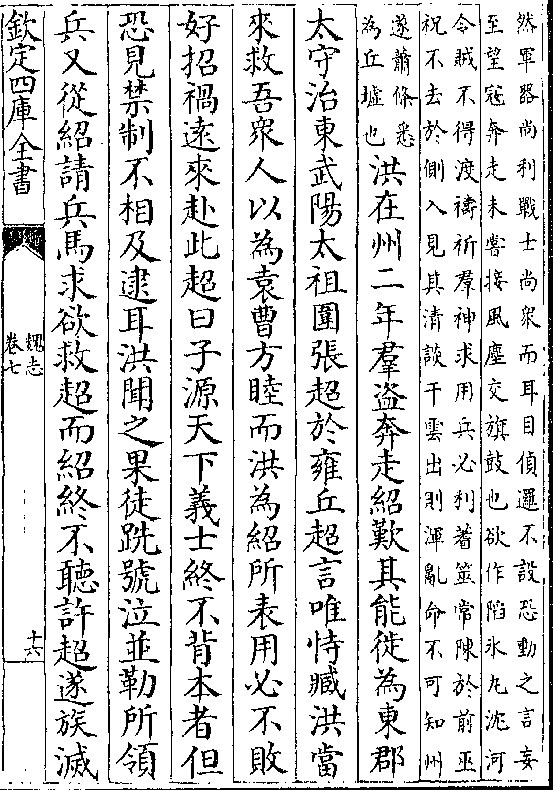 然軍器尚利戰士尚衆而耳目偵邏不設恐動之言妄
至望冦奔走未甞接風塵交旗鼓也欲作䧟氷丸沈河
令賊不得渡禱祈羣神求用兵必利蓍筮常陳於前巫
祝不去於側入見其清談干雲出則渾亂命不可知州
遂蕭條悉
為丘墟也
洪在州二年羣盗奔走紹歎其能徙為東郡
太守治東武陽太祖圍張超於雍丘超言唯恃臧洪當
來救吾衆人以為袁曹方睦而洪為紹所表用必不敗
好招禍逺來赴此超曰子源天下義士終不背本者但
恐見禁制不相及逮耳洪聞之果徒跣號泣並勒所領
兵又從紹請兵馬求欲救超而紹終不聽許超遂族滅
欽定四庫全書
魏志
卷七
十六